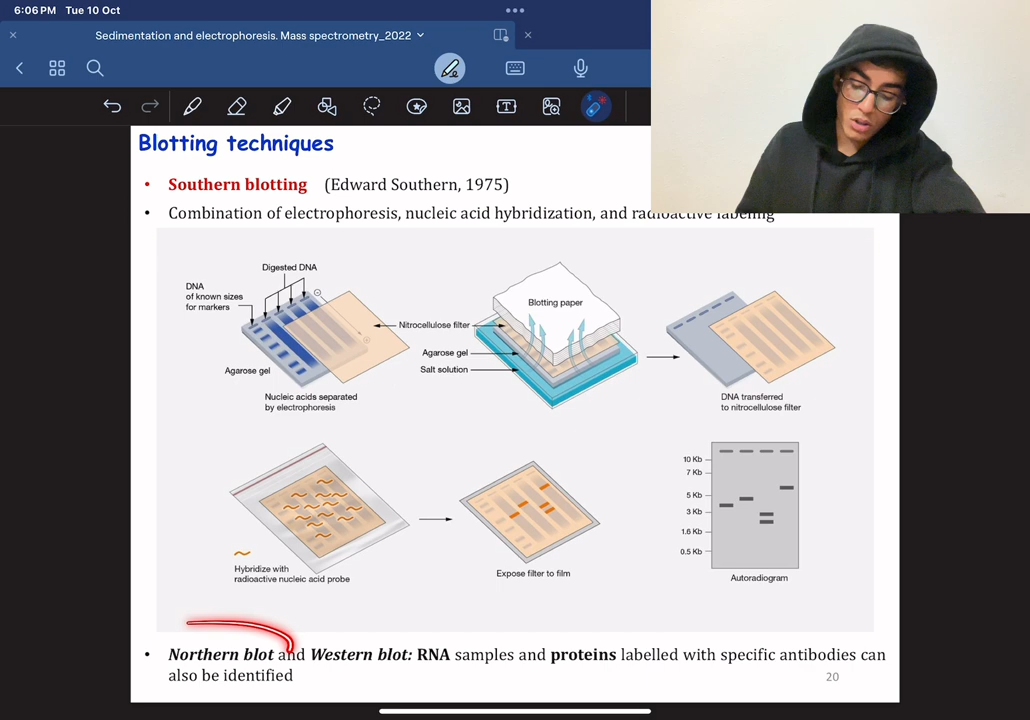 6:06 PM Tue 10 Oct
Sedimentation and electrophoresis. Mass spectrometry_2022
Blotting techniques
• Southern blotting (Edward Southern, 1975)
• Combination of electrophoresis, nucleic acid hybridization, and radioactive labeling
Digested DNA
DNA
of known sizes
for markers
Agarose gel
Nucleic acids separated
by electrophoresis
Nitrocellulose filter
Blotting paper
Agarose gel
Salt solution
DNA transferred
to nitrocellulose filter
Hybridize with
radioactive nucleic acid probe
Expose filter to film
10 Kb
7 Kb
5 Kb
3 Kb
1.6 Kb
0.5 Kb
Autoradiogram
• Northern blot and Western blot: RNA samples and proteins labelled with specific antibodies can
also be identified
20